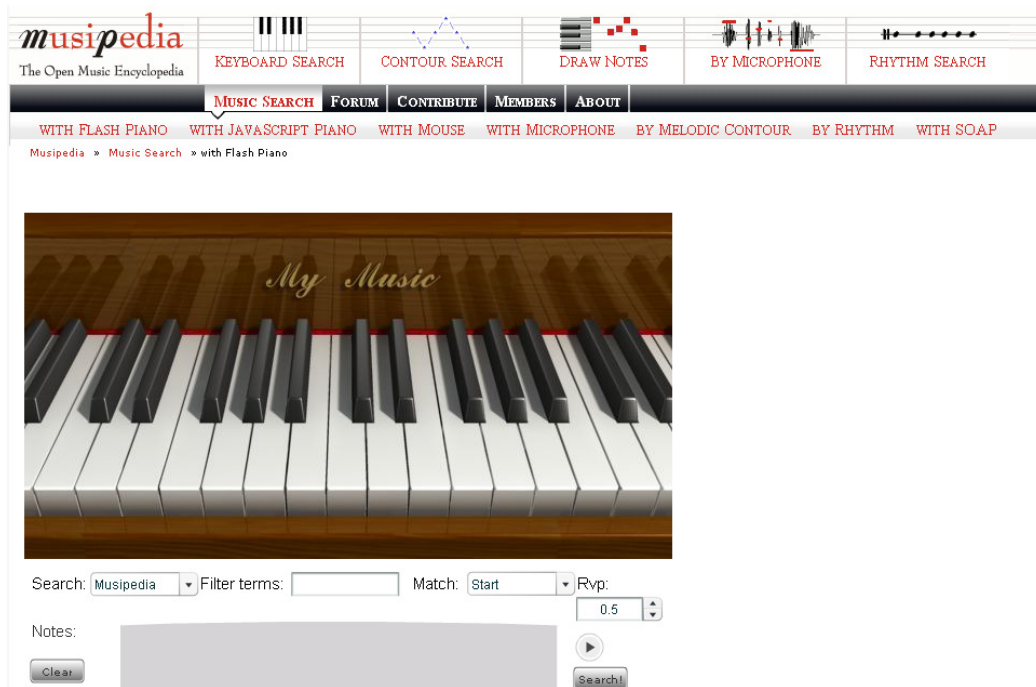 musipedia
The Open Music Encyclopedia
KEYBOARD SEARCH CONTOUR SEARCH DRAW NOTES BY MICROPHONE RHYTHM SEARCH
MUSIC SEARCH FORUM CONTRIBUTE MEMBERS ABOUT
WITH FLASH PIANO WITH JAVASCRIPT PIANO WITH MOUSE WITH MICROPHONE BY MELODIC CONTOUR BY RHYTHM WITH SOAP
Musipedia » Music Search » with Flash Piano
My Music
Search: Musipedia Filter terms: Match: Start Rvp:
0.5
Notes:
Clear
Search!